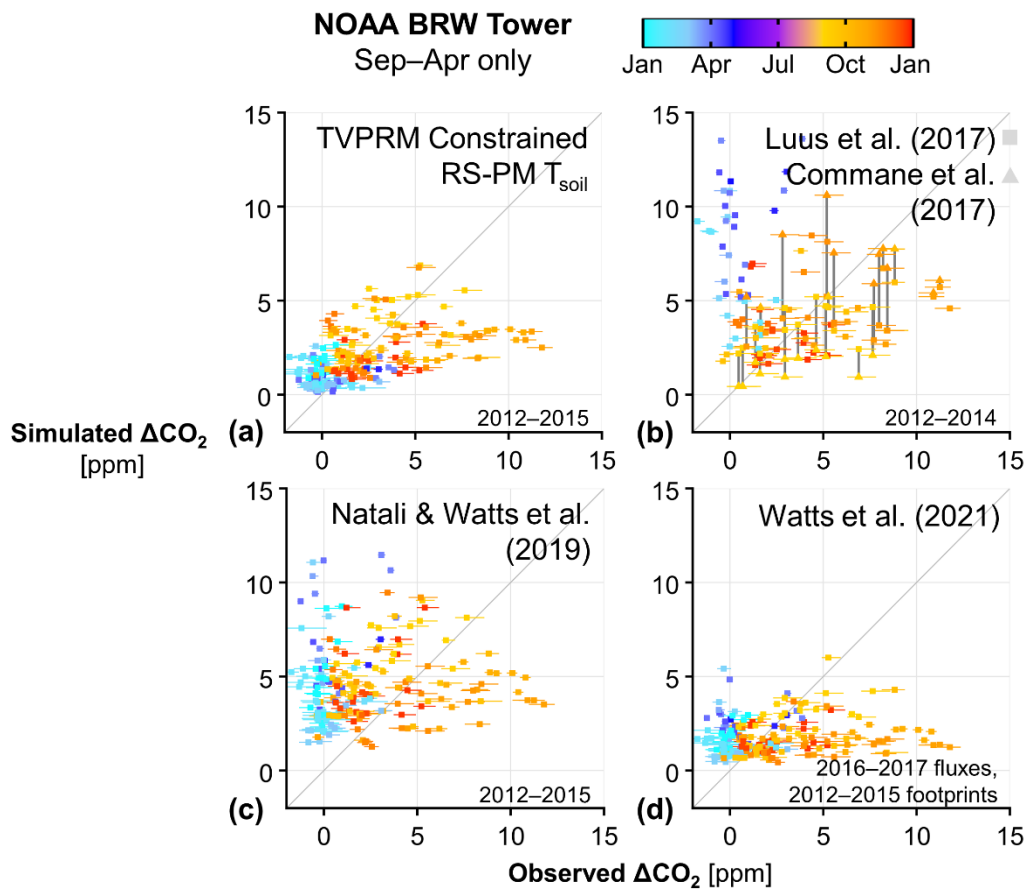 NOAA BRW Tower
Sep–Apr only
Jan Apr Jul Oct Jan
15
10
5
0
TVPRM Constrained
RS-PM Tsoil
(a)
2012–2015
0 5 10 15
15
10
5
0
Luus et al. (2017)
Commane et al.
(2017)
(b)
2012–2014
0 5 10 15
Simulated ΔCO₂
[ppm]
15
10
5
0
Natali & Watts et al.
(2019)
(c)
2012–2015
0 5 10 15
15
10
5
0
Watts et al. (2021)
2016–2017 fluxes,
(d)
2012–2015 footprints
0 5 10 15
Observed ΔCO₂ [ppm]